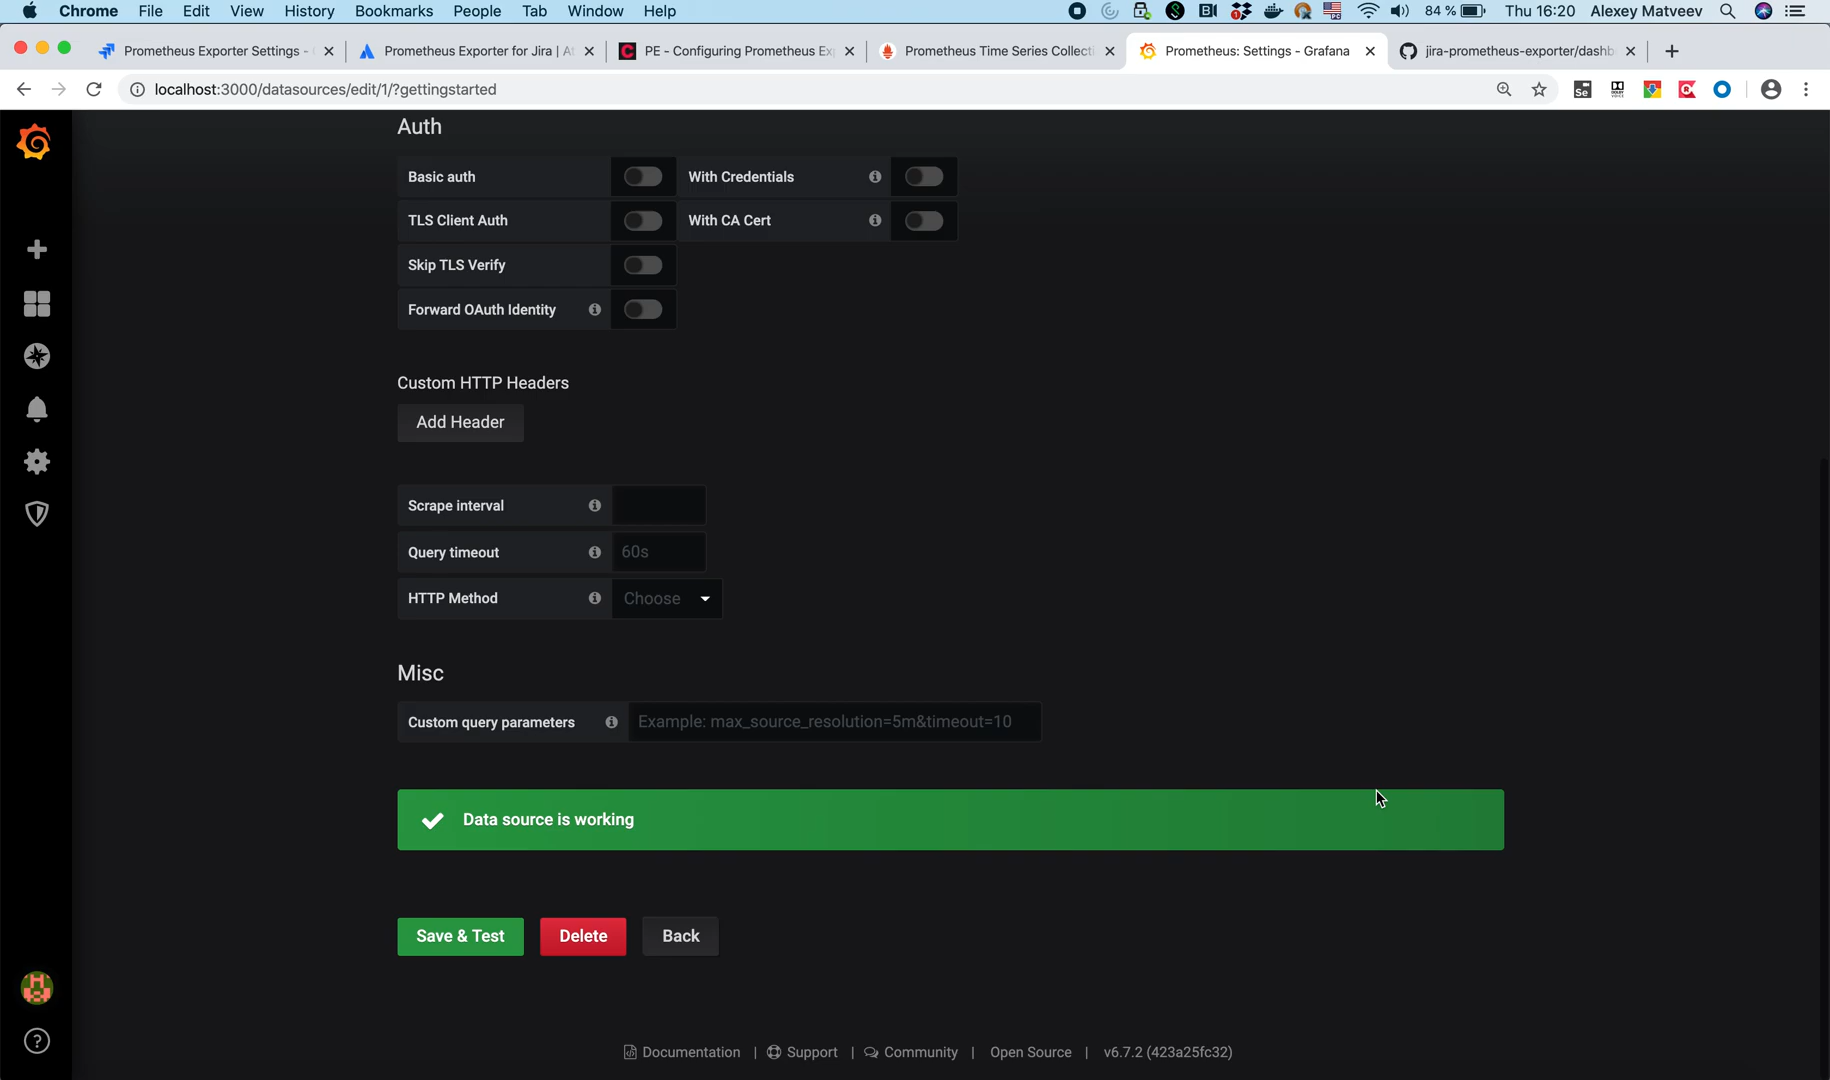 Chrome File Edit View History Bookmarks People Tab Window Help 84 % Thu 16:20 Alexey Matveev
Prometheus Exporter Settings - Prometheus Exporter for Jira | PE - Configuring Prometheus Prometheus Time Series Prometheus: Settings - Grafana jira-prometheus-exporter/
localhost:3000/datasources/edit/1/?gettingstarted
Auth
Basic auth With Credentials
TLS Client Auth With CA Cert
Skip TLS Verify
Forward OAuth Identity
Custom HTTP Headers
Add Header
Scrape interval
Query timeout 60s
HTTP Method Choose
Misc
Custom query parameters Example: max_source_resolution=5m&timeout=10
Data source is working
Save & Test Delete Back
Documentation | Support | Community | Open Source | v6.7.2 (423a25fc32)